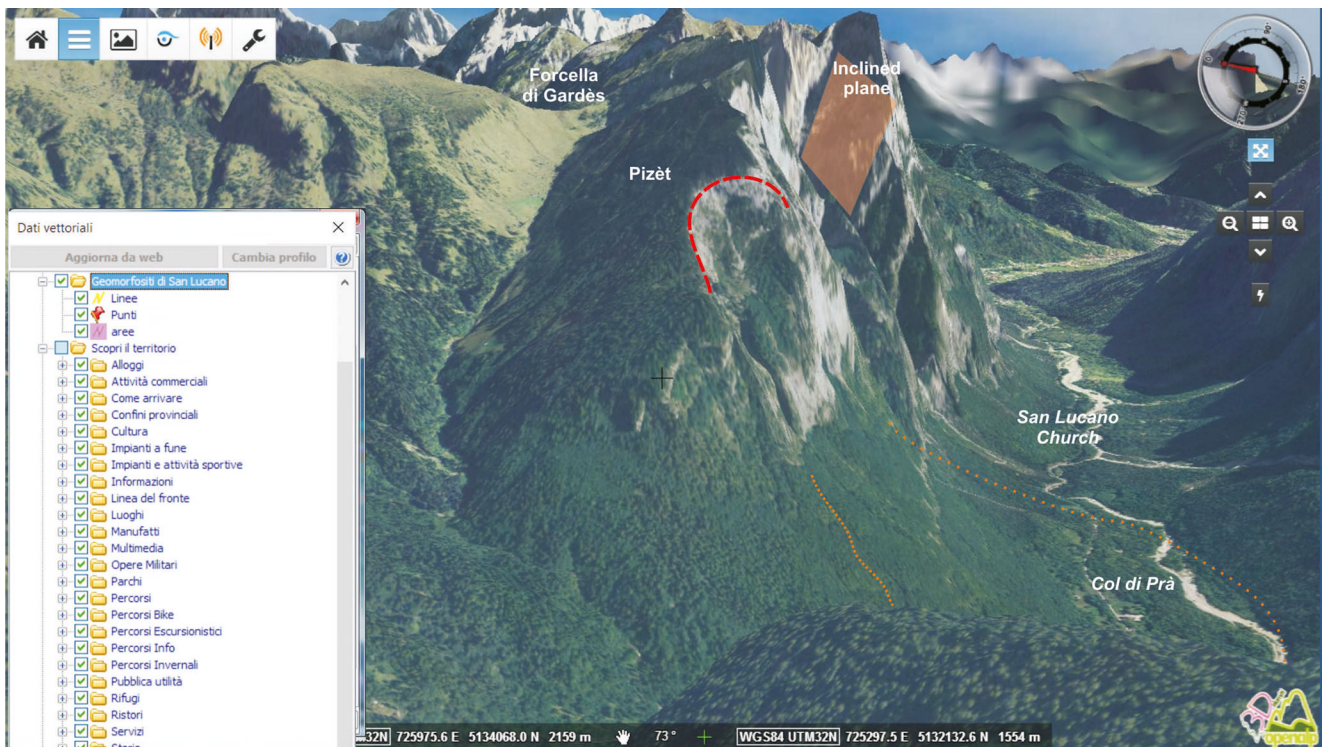 Forcella
di Gardès
Inclined
plane
Pizèt
San Lucano
Church
Col di Prà
Dati vettoriali
Aggiorna da web
Cambia profilo
Geomorfositi di San Lucano
Linee
Punti
aree
Scopri il territorio
Alloggi
Attività commerciali
Come arrivare
Confini provinciali
Cultura
Impianti a fune
Impianti e attività sportive
Informazioni
Linea del fronte
Luoghi
Manufatti
Multimedia
Opere Militari
Parchi
Percorsi
Percorsi Bike
Percorsi Escursionistici
Percorsi Info
Percorsi Invernali
Pubblica utilità
Rifugi
Ristori
Servizi
32N] 725975.6 E 5134068.0 N 2159 m 73° WGS84 UTM32N 725297.5 E 5132132.6 N 1554 m